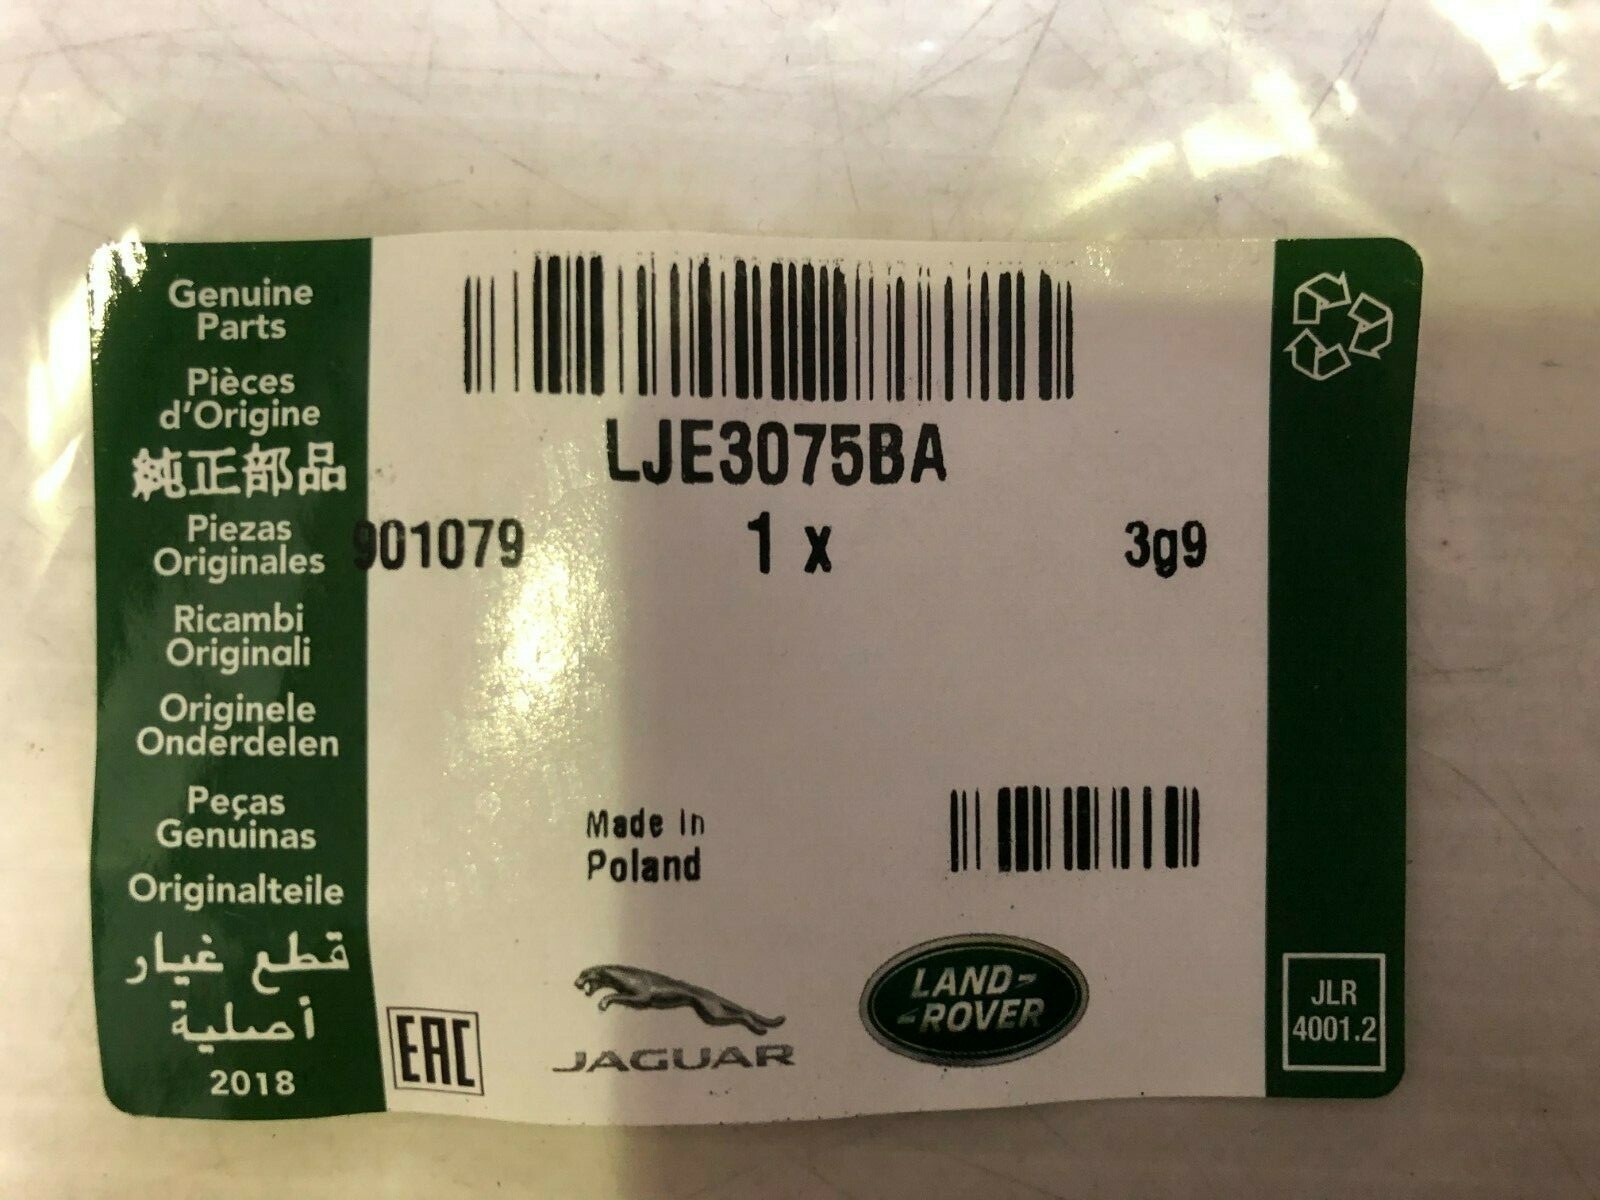 Genuine
Parts
Pièces
d'Origine
純正部品
Piezas
Originales
Ricambi
Originali
Originele
Onderdelen
Peças
Genuinas
Originalteile
قطع غيار
أصلية
2018
LJE3075BA
901079 1 x 3g9
Made in
Poland
EAC
JAGUAR
LAND-
-ROVER
JLR
4001.2